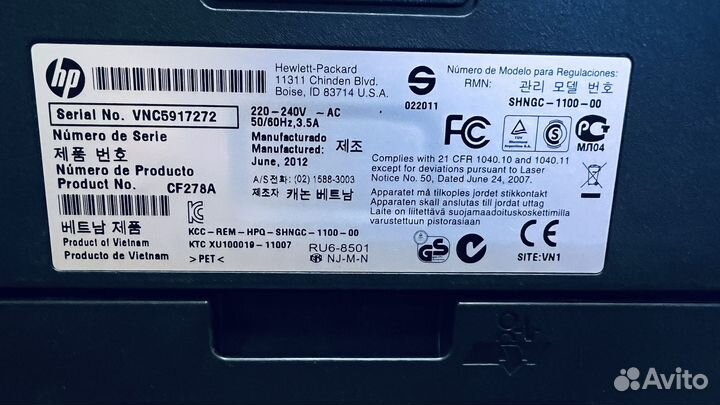 hp
Hewlett-Packard
11311 Chinden Blvd.
Boise, ID 83714 U.S.A.
Serial No. VNC5917272
Número de Serie
제품 번호
Número de Producto
Product No. CF278A
베트남 제품
Product of Vietnam
Producto de Vietnam
220-240V ~ AC
50/60Hz, 3.5A
Manufacturado
Manufactured: 제조
June, 2012
A/S 전화: (02) 1588-3003
제조자 캐논 베트남
KCC-REM-HPQ-SHNGC-1100-00
KTC XU100019-11007
>PET<
RU6-8501
NJ-M-N
S
022011
Número de Modelo para Regulaciones:
RMN: 관리 모델 번호
SHNGC-1100-00
FC
TÜV
S
РСТ
МЛ04
Complies with 21 CFR 1040.10 and 1040.11
except for deviations pursuant to Laser
Notice No. 50, Dated June 24, 2007.
Apparatet må tilkoples jordet stikkontakt
Apparaten skall anslutas till jordat uttag
Laite on liitettävä suojamaadoituskoskettimilla
varustettuun pistorasiaan
GS
CE
SITE:VN1
Avito